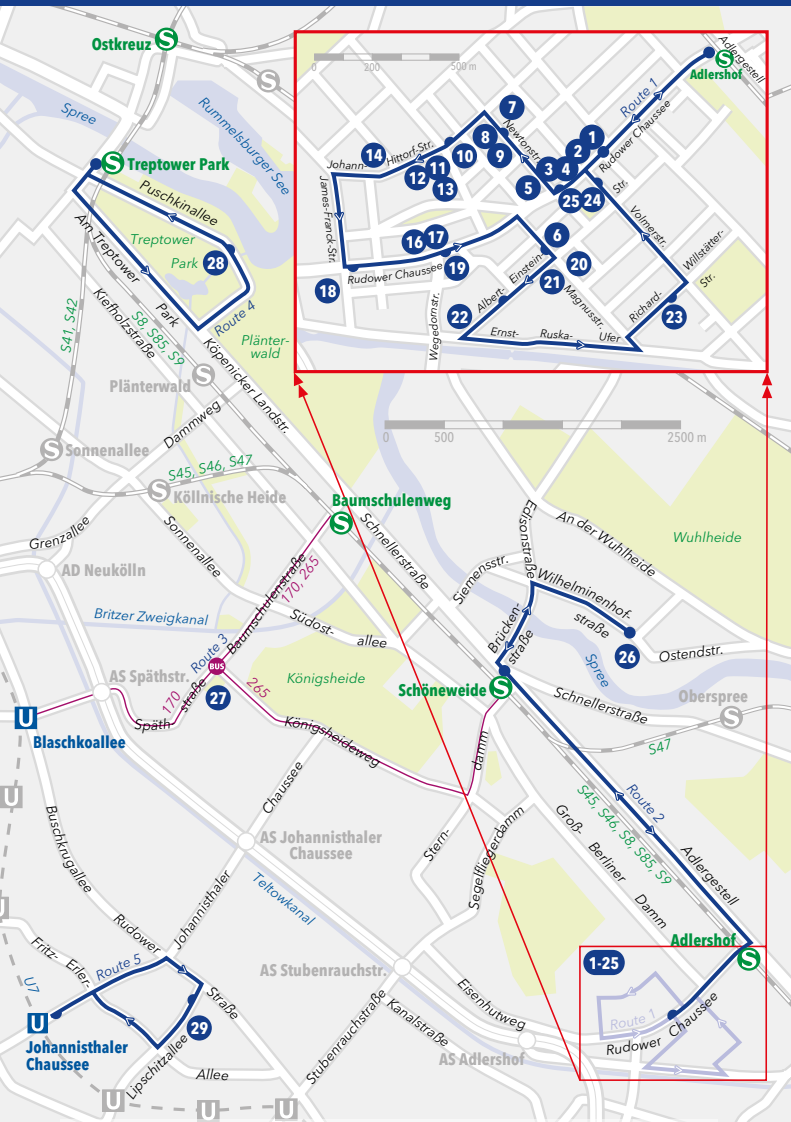 Ostkreuz
S
S
Spree
Rummelsburger See
S
Treptower Park
Puschkinallee
Treptower
Park
28
Am Treptower
Park
Route 4
Kiefholzstraße
S41, S42
S8, S85, S9
Plänter-
wald
Köpenicker Landstr.
Plänterwald
S
Dammweg
S
Sonnenallee
S45, S46, S47
S
Köllnische Heide
Grenzallee
Sonnenallee
AD Neukölln
Britzer Zweigkanal
0
200
500 m
Adlergestell
S
Adlershof
Route 1
Rudower Chaussee
7
Newtonstr.
8
9
10
Hittorf-Str.
Johann-
14
11
12
13
1
2
3
4
5
25
24
Str.
James-Franck-Str.
16
17
6
Volmerstr.
Willstätter-
Str.
Rudower Chaussee
19
18
Einstein-
Albert-
20
21
Magnusstr.
Richard-
23
22
Wegedornstr.
Ernst-
Ruska-
Ufer
0
500
2500 m
Baumschulenweg
S
Schnellerstraße
Baumschulenstraße
170, 265
Edisonstraße
An der Wuhlheide
Wuhlheide
Siemensstr.
Wilhelminenhof-
straße
26
Ostendstr.
Brücken-
straße
Spree
Südost-
allee
Route 3
BUS
27
265
170
Königsheide
Schöneweide
S
Schnellerstraße
Oberspree
S
S47
AS Späthstr.
Späth-
straße
U
Blaschkoallee
Königsheideweg
damm
Stern-
Chaussee
Johannisthaler
U
Buschkrugallee
AS Johannisthaler
Chaussee
Segelfliegerdamm
Groß-
Berliner
Damm
S45, S46, S8, S85, S9
Route 2
Adlergestell
Adlershof
S
Teltowkanal
Rudower
Straße
Fritz-
Erler-
Allee
Route 5
U7
U
Johannisthaler
Chaussee
29
Lipschitzallee
AS Stubenrauchstr.
Stubenrauchstraße
Kanalstraße
Eisenhutweg
AS Adlershof
1-25
Route 1
Rudower
Chaussee
U
U
U